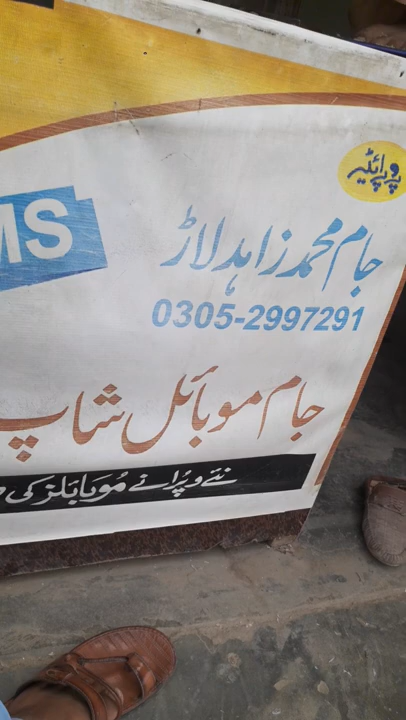 پروپرائٹر
MS
جام محمد زاہد لاڑ
0305-2997291
جام موبائل شاپ
نئے و پرانے موبائلز کی